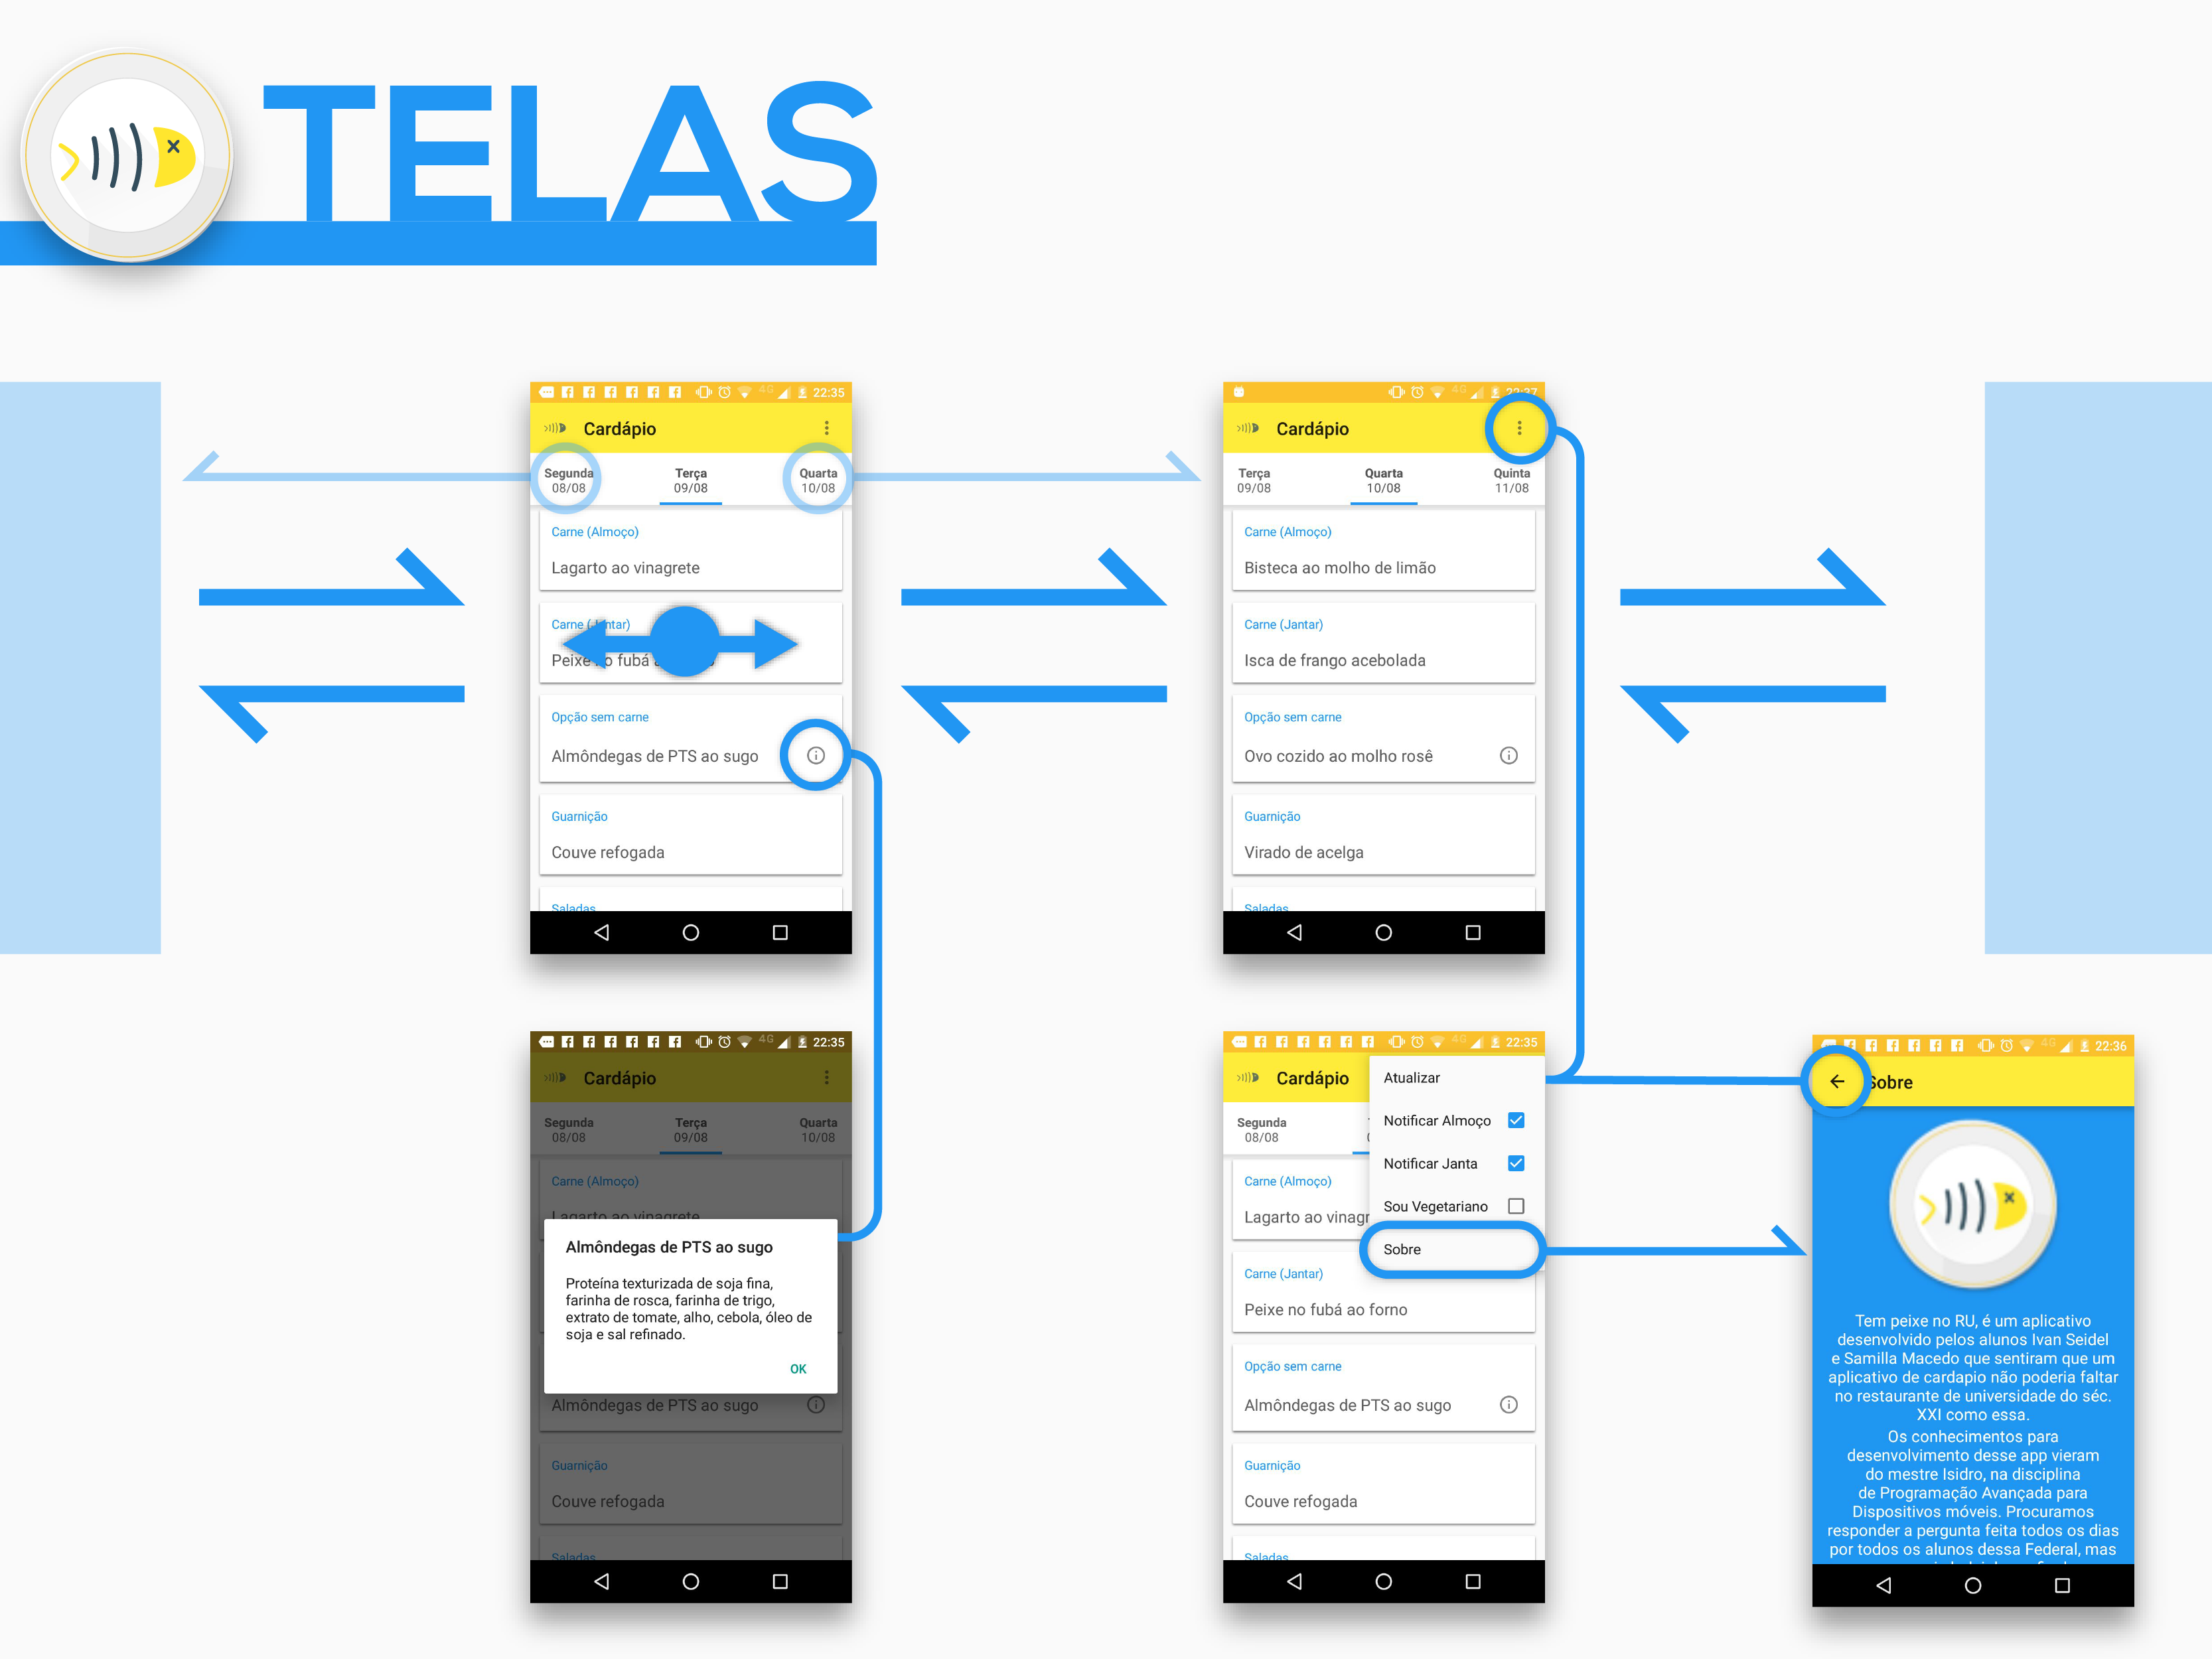 TELAS
4G 22:35
Cardápio
Segunda Terça Quarta
08/08 09/08 10/08
Carne (Almoço)
Lagarto ao vinagrete
Carne (Jantar)
Peixe no fubá
Opção sem carne
Almôndegas de PTS ao sugo
Guarnição
Couve refogada
Saladas
4G 22:37
Cardápio
Terça Quarta Quinta
09/08 10/08 11/08
Carne (Almoço)
Bisteca ao molho de limão
Carne (Jantar)
Isca de frango acebolada
Opção sem carne
Ovo cozido ao molho rosê
Guarnição
Virado de acelga
Saladas
4G 22:35
Cardápio
Segunda Terça Quarta
08/08 09/08 10/08
Carne (Almoço)
Lagarto ao vinagrete
Almôndegas de PTS ao sugo
Proteína texturizada de soja fina,
farinha de rosca, farinha de trigo,
extrato de tomate, alho, cebola, óleo de
soja e sal refinado.
OK
Almôndegas de PTS ao sugo
Guarnição
Couve refogada
Saladas
4G 22:35
Cardápio
Atualizar
Notificar Almoço
Notificar Janta
Sou Vegetariano
Sobre
Segunda
08/08
Carne (Almoço)
Lagarto ao vinagr
Carne (Jantar)
Peixe no fubá ao forno
Opção sem carne
Almôndegas de PTS ao sugo
Guarnição
Couve refogada
Saladas
4G 22:36
Sobre
Tem peixe no RU, é um aplicativo
desenvolvido pelos alunos Ivan Seidel
e Samilla Macedo que sentiram que um
aplicativo de cardapio não poderia faltar
no restaurante de universidade do séc.
XXI como essa.
Os conhecimentos para
desenvolvimento desse app vieram
do mestre Isidro, na disciplina
de Programação Avançada para
Dispositivos móveis. Procuramos
responder a pergunta feita todos os dias
por todos os alunos dessa Federal, mas